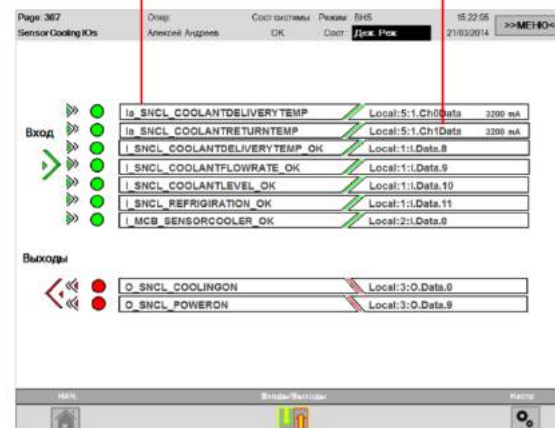 Page: 307 Опер: Сост системы Режим: BHS 15:22:05 >>МЕНЮ<
Sensor Cooling IOs Алексей Андреев OK Сост: Деж. Реж 21/03/2014
Вход
Ia_SNCL_COOLANTDELIVERYTEMP Local:5:1.Ch0Data 3200 mA
Ia_SNCL_COOLANTRETURNTEMP Local:5:1.Ch1Data 3200 mA
I_SNCL_COOLANTDELIVERYTEMP_OK Local:1:I.Data.8
I_SNCL_COOLANTFLOWRATE_OK Local:1:I.Data.9
I_SNCL_COOLANTLEVEL_OK Local:1:I.Data.10
I_SNCL_REFRIGIRATION_OK Local:1:I.Data.11
I_MCB_SENSORCOOLER_OK Local:2:I.Data.0
Выходы
O_SNCL_COOLINGON Local:3:O.Data.0
O_SNCL_POWERON Local:3:O.Data.9
НАЧ. Входы/Выходы Настр